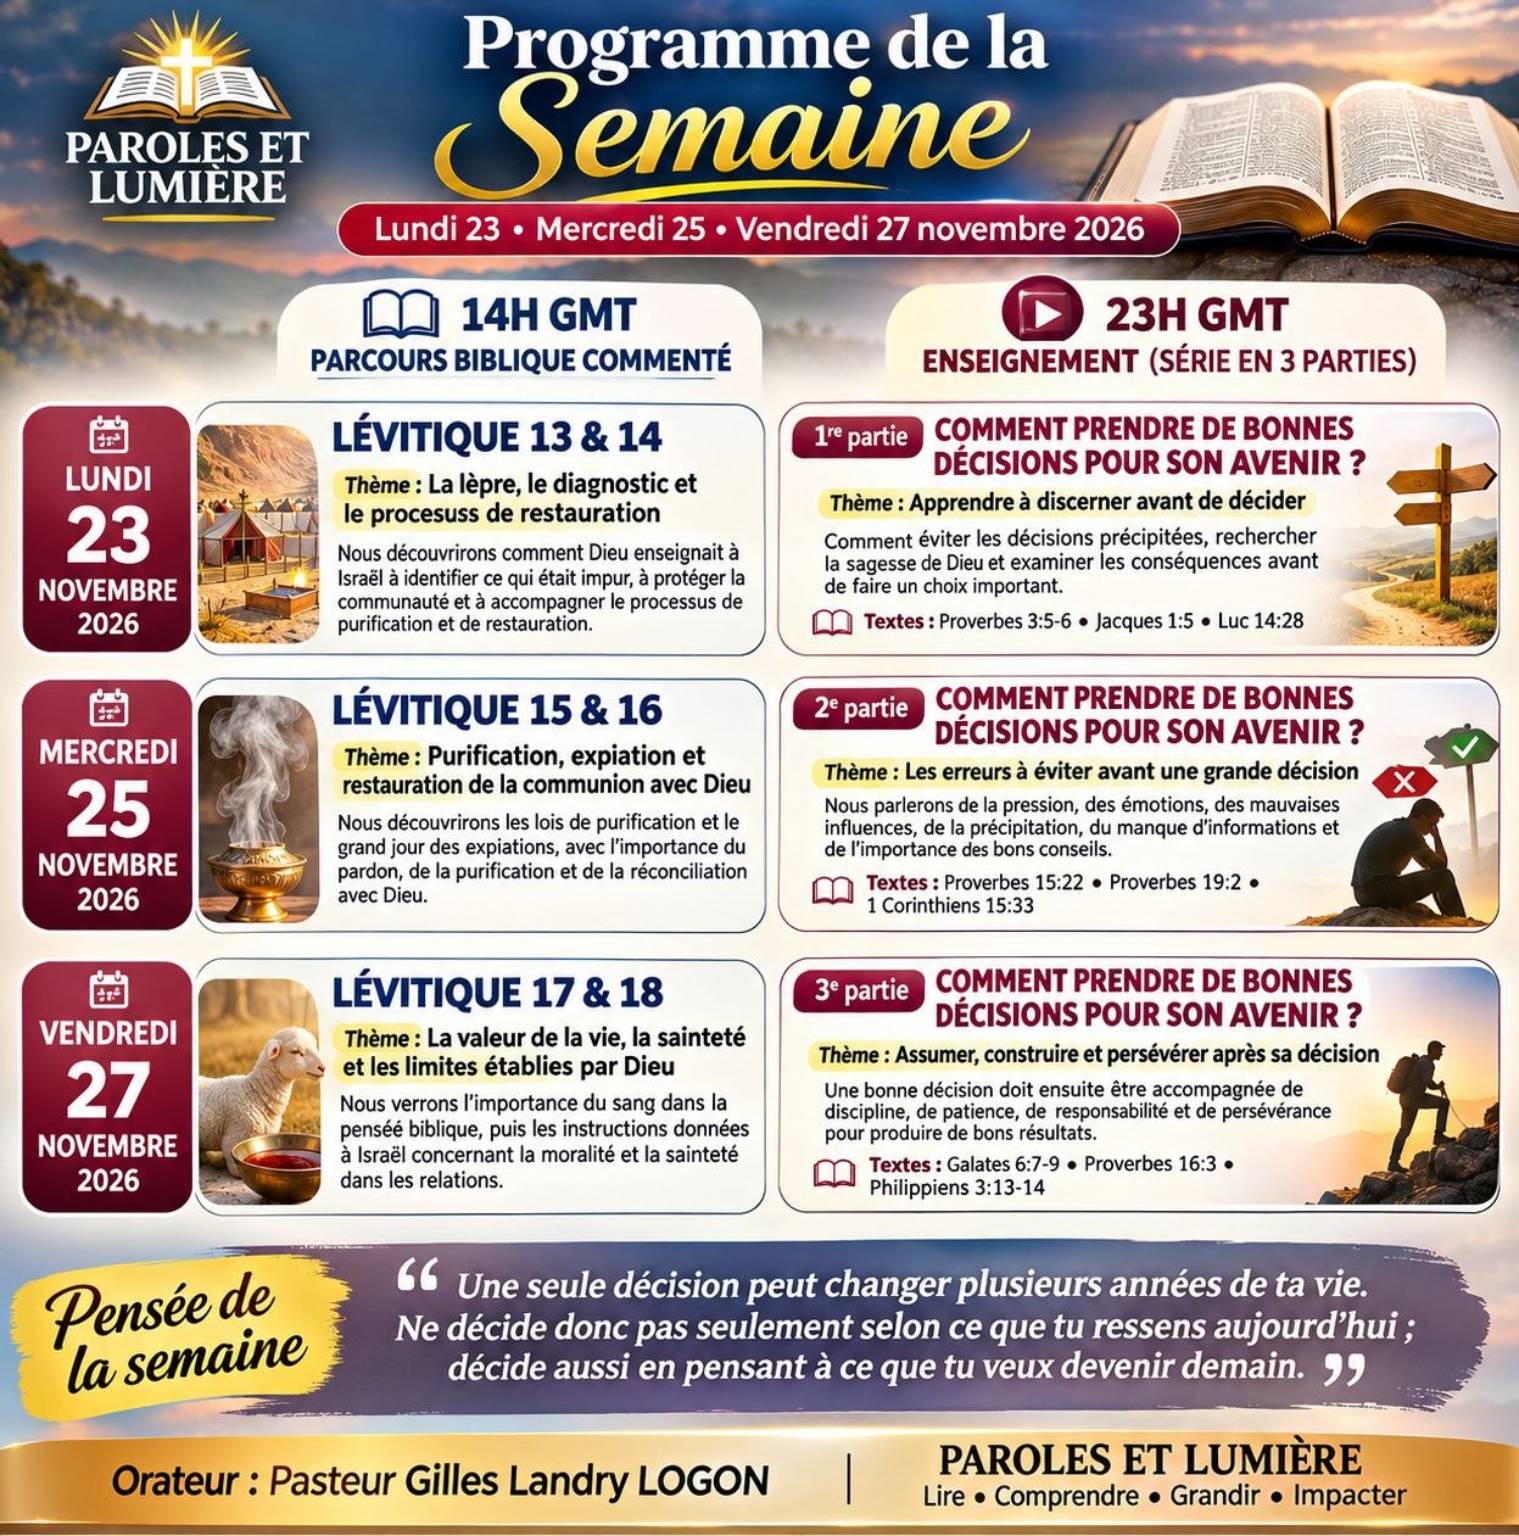 Programme de la
Semaine
PAROLES ET
LUMIÈRE
Lundi 23 • Mercredi 25 • Vendredi 27 novembre 2026
14H GMT
PARCOURS BIBLIQUE COMMENTÉ
23H GMT
ENSEIGNEMENT (SÉRIE EN 3 PARTIES)
LUNDI
23
NOVEMBRE
2026
LÉVITIQUE 13 & 14
Thème : La lèpre, le diagnostic et
le procesuss de restauration
Nous découvrirons comment Dieu enseignait à
Israël à identifier ce qui était impur, à protéger la
communauté et à accompagner le processus de
purification et de restauration.
1re partie
COMMENT PRENDRE DE BONNES
DÉCISIONS POUR SON AVENIR ?
Thème : Apprendre à discerner avant de décider
Comment éviter les décisions précipitées, rechercher
la sagesse de Dieu et examiner les conséquences avant
de faire un choix important.
Textes : Proverbes 3:5-6 • Jacques 1:5 • Luc 14:28
MERCREDI
25
NOVEMBRE
2026
LÉVITIQUE 15 & 16
Thème : Purification, expiation et
restauration de la communion avec Dieu
Nous découvrirons les lois de purification et le
grand jour des expiations, avec l'importance du
pardon, de la purification et de la réconciliation
avec Dieu.
2e partie
COMMENT PRENDRE DE BONNES
DÉCISIONS POUR SON AVENIR ?
Thème : Les erreurs à éviter avant une grande décision
Nous parlerons de la pression, des émotions, des mauvaises
influences, de la précipitation, du manque d'informations et
de l'importance des bons conseils.
Textes : Proverbes 15:22 • Proverbes 19:2 •
1 Corinthiens 15:33
VENDREDI
27
NOVEMBRE
2026
LÉVITIQUE 17 & 18
Thème : La valeur de la vie, la sainteté
et les limites établies par Dieu
Nous verrons l'importance du sang dans la
penséé biblique, puis les instructions données
à Israël concernant la moralité et la sainteté
dans les relations.
3e partie
COMMENT PRENDRE DE BONNES
DÉCISIONS POUR SON AVENIR ?
Thème : Assumer, construire et persévérer après sa décision
Une bonne décision doit ensuite être accompagnée de
discipline, de patience, de responsabilité et de persévérance
pour produire de bons résultats.
Textes : Galates 6:7-9 • Proverbes 16:3 •
Philippiens 3:13-14
Pensée de
la semaine
“ Une seule décision peut changer plusieurs années de ta vie.
Ne décide donc pas seulement selon ce que tu ressens aujourd'hui ;
décide aussi en pensant à ce que tu veux devenir demain. ”
Orateur : Pasteur Gilles Landry LOGON
PAROLES ET LUMIÈRE
Lire • Comprendre • Grandir • Impacter